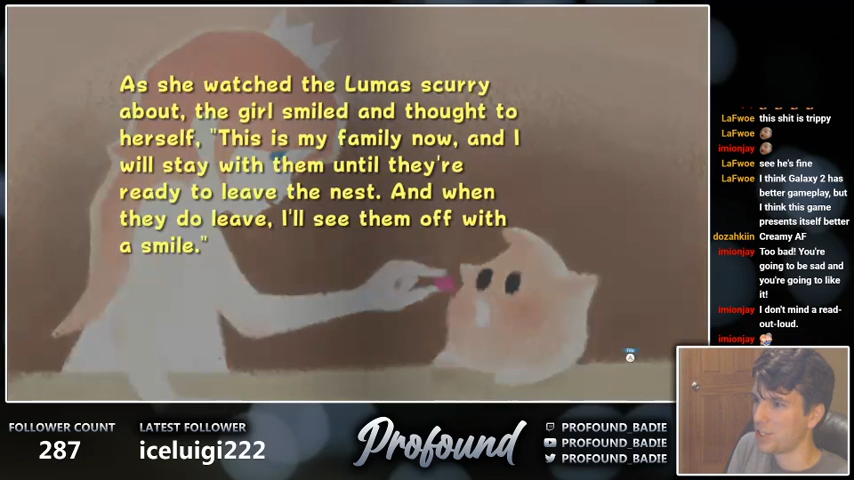 As she watched the Lumas scurry
about, the girl smiled and thought to
herself, "This is my family now, and I
will stay with them until they're
ready to leave the nest. And when
they do leave, I'll see them off with
a smile."
LaFwoe this shit is trippy
LaFwoe
imionjay
LaFwoe see he's fine
LaFwoe I think Galaxy 2 has
better gameplay, but
I think this game
presents itself better
dozahkiin Creamy AF
imionjay Too bad! You're
going to be sad and
you're going to like
it!
imionjay I don't mind a read-
out-loud.
imionjay
FOLLOWER COUNT
287
LATEST FOLLOWER
iceluigi222
Profound
PROFOUND_BADIE
PROFOUND_BADIE
PROFOUND_BADIE